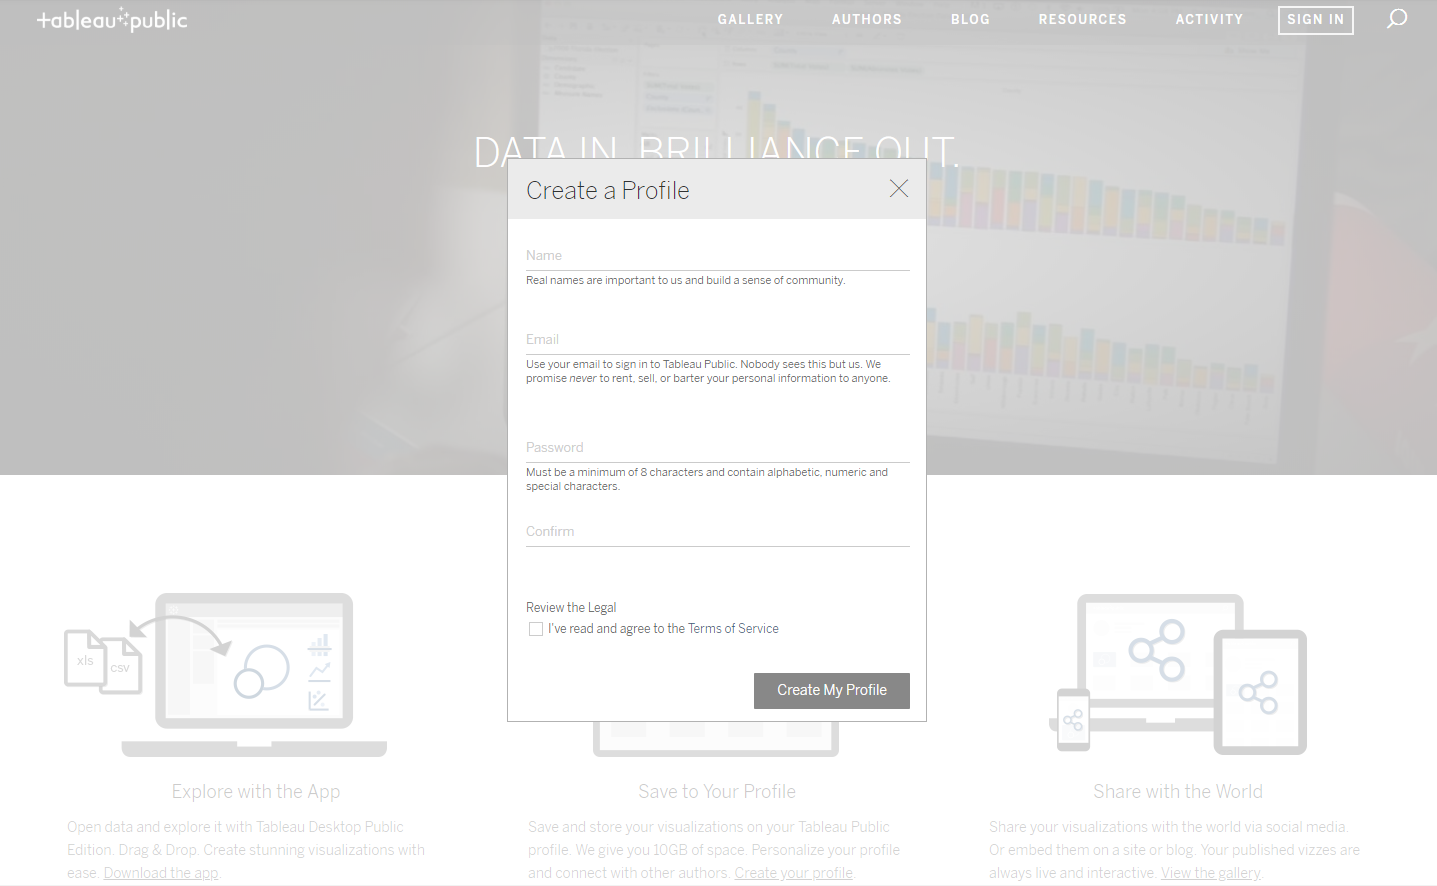 tableau public
GALLERY AUTHORS BLOG RESOURCES ACTIVITY SIGN IN
DATA IN. BRILLIANCE OUT.
Create a Profile
Name
Real names are important to us and build a sense of community.
Email
Use your email to sign in to Tableau Public. Nobody sees this but us. We
promise never to rent, sell, or barter your personal information to anyone.
Password
Must be a minimum of 8 characters and contain alphabetic, numeric and
special characters.
Confirm
Review the Legal
I've read and agree to the Terms of Service
Create My Profile
xls
csv
Explore with the App
Open data and explore it with Tableau Desktop Public
Edition. Drag & Drop. Create stunning visualizations with
ease. Download the app.
Save to Your Profile
Save and store your visualizations on your Tableau Public
profile. We give you 10GB of space. Personalize your profile
and connect with other authors. Create your profile
Share with the World
Share your visualizations with the world via social media.
Or embed them on a site or blog. Your published vizzes are
always live and interactive. View the gallery.